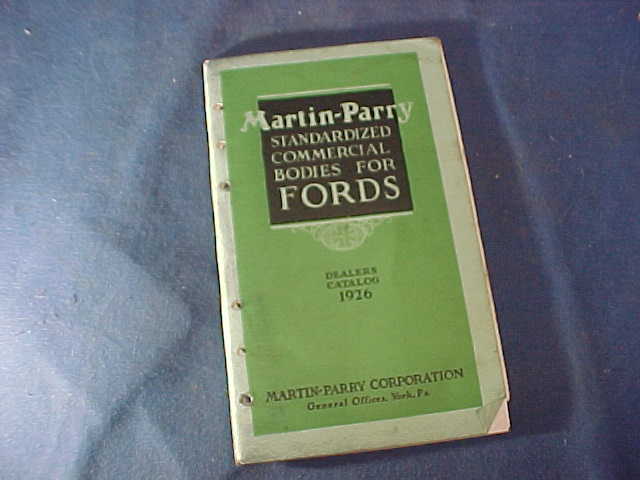 Martin-Parry
STANDARDIZED
COMMERCIAL
BODIES FOR
FORDS
DEALERS
CATALOG
1926
MARTIN-PARRY CORPORATION
General Offices, York, Pa.